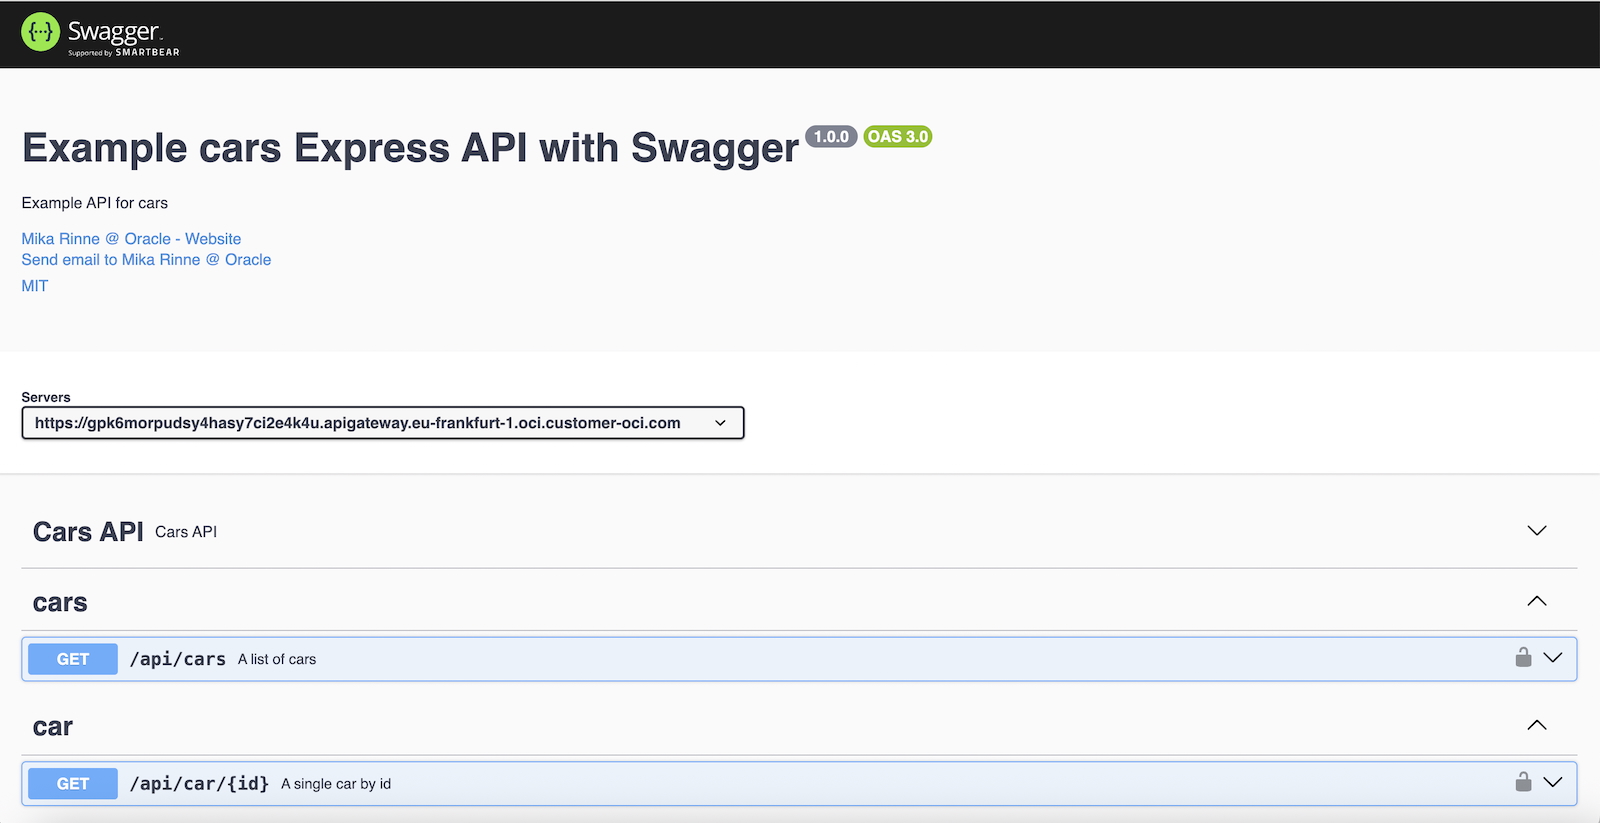 {···} Swagger™
Supported by SMARTBEAR
Example cars Express API with Swagger 1.0.0 OAS 3.0
Example API for cars
Mika Rinne @ Oracle - Website
Send email to Mika Rinne @ Oracle
MIT
Servers
https://gpk6morpudsy4hasy7ci2e4k4u.apigateway.eu-frankfurt-1.oci.customer-oci.com
Cars API Cars API
cars
GET /api/cars A list of cars
car
GET /api/car/{id} A single car by id